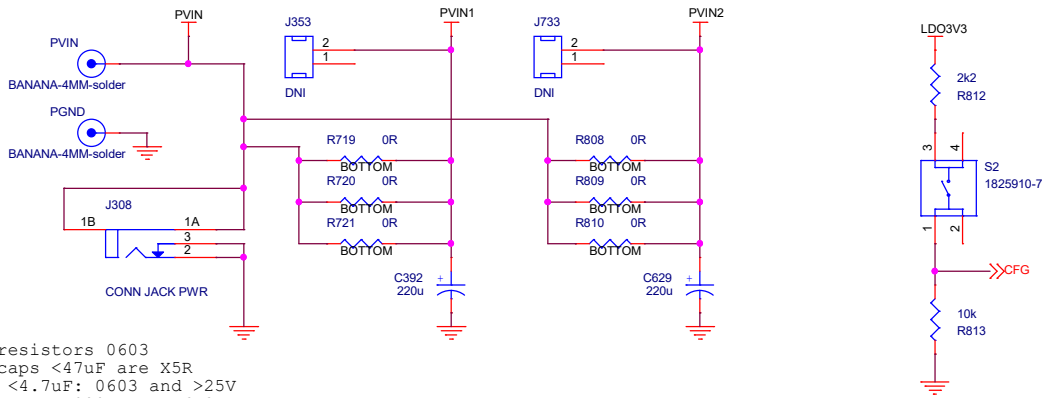 PVIN
PVIN
BANANA-4MM-solder
PGND
BANANA-4MM-solder
J308
1B
1A
3
2
CONN JACK PWR
J353
PVIN1
2
1
DNI
R719 0R
BOTTOM
R720 0R
BOTTOM
R721 0R
BOTTOM
C392
+
220u
J733
PVIN2
2
1
DNI
R808 0R
BOTTOM
R809 0R
BOTTOM
R810 0R
BOTTOM
C629
+
220u
LDO3V3
2k2
R812
3
4
S2
1825910-7
1
2
CFG
10k
R813
resistors 0603
caps <47uF are X5R
<4.7uF: 0603 and >25V